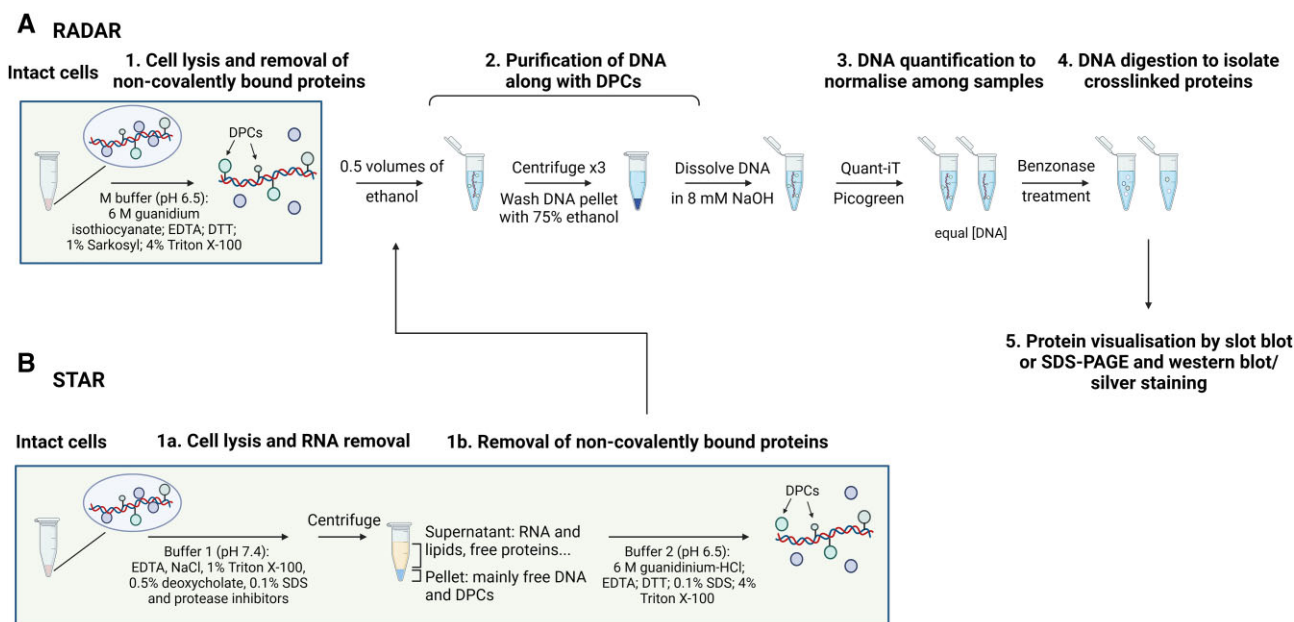 A
RADAR
Intact cells
1. Cell lysis and removal of
non-covalently bound proteins
DPCs
M buffer (pH 6.5):
6 M guanidium
isothiocyanate; EDTA; DTT;
1% Sarkosyl; 4% Triton X-100
0.5 volumes of
ethanol
2. Purification of DNA
along with DPCs
Centrifuge x3
Wash DNA pellet
with 75% ethanol
Dissolve DNA
in 8 mM NaOH
3. DNA quantification to
normalise among samples
Quant-iT
Picogreen
equal [DNA]
4. DNA digestion to isolate
crosslinked proteins
Benzonase
treatment
5. Protein visualisation by slot blot
or SDS-PAGE and western blot/
silver staining
B
STAR
Intact cells
1a. Cell lysis and RNA removal
Buffer 1 (pH 7.4):
EDTA, NaCl, 1% Triton X-100,
0.5% deoxycholate, 0.1% SDS
and protease inhibitors
Centrifuge
Supernatant: RNA and
lipids, free proteins...
Pellet: mainly free DNA
and DPCs
1b. Removal of non-covalently bound proteins
Buffer 2 (pH 6.5):
6 M guanidinium-HCl;
EDTA; DTT; 0.1% SDS; 4%
Triton X-100
DPCs